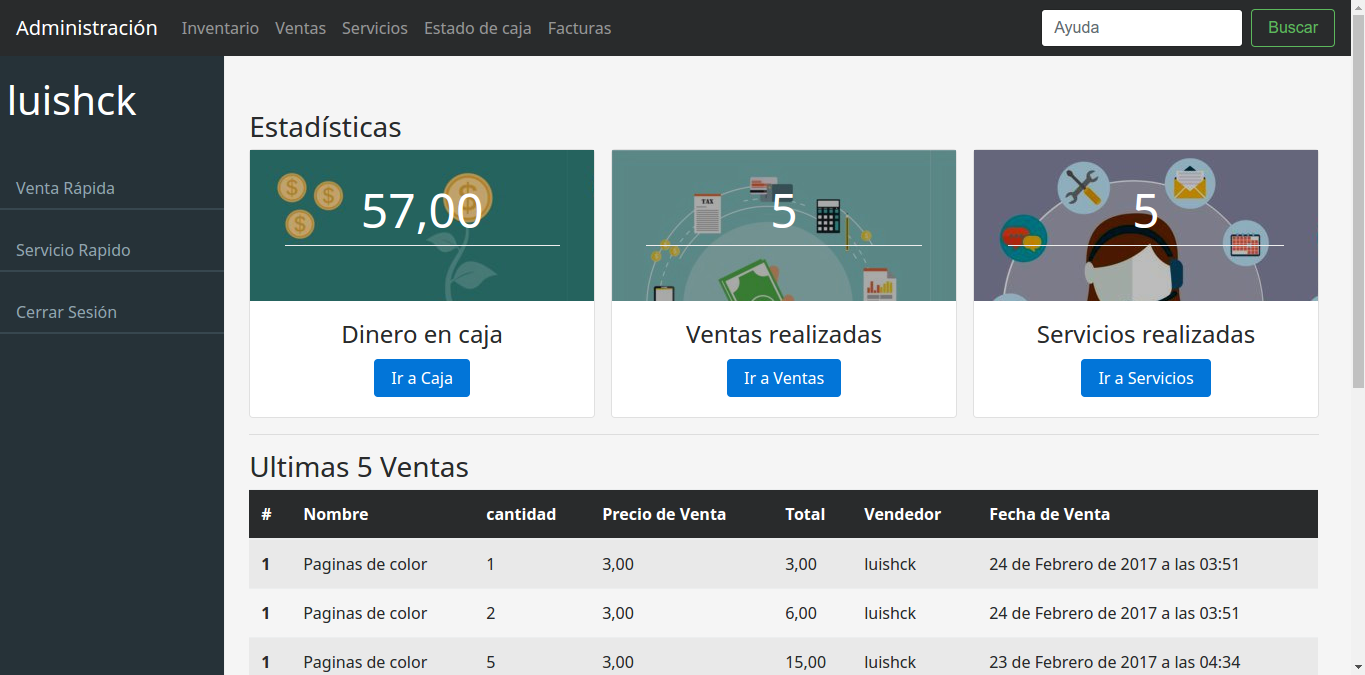 Administración Inventario Ventas Servicios Estado de caja Facturas Ayuda Buscar
luishck
Venta Rápida
Servicio Rapido
Cerrar Sesión
Estadísticas
57,00
Dinero en caja
Ir a Caja
TAX
5
Ventas realizadas
Ir a Ventas
5
Servicios realizadas
Ir a Servicios
Ultimas 5 Ventas
# Nombre cantidad Precio de Venta Total Vendedor Fecha de Venta
1 Paginas de color 1 3,00 3,00 luishck 24 de Febrero de 2017 a las 03:51
1 Paginas de color 2 3,00 6,00 luishck 24 de Febrero de 2017 a las 03:51
1 Paginas de color 5 3,00 15,00 luishck 23 de Febrero de 2017 a las 04:34